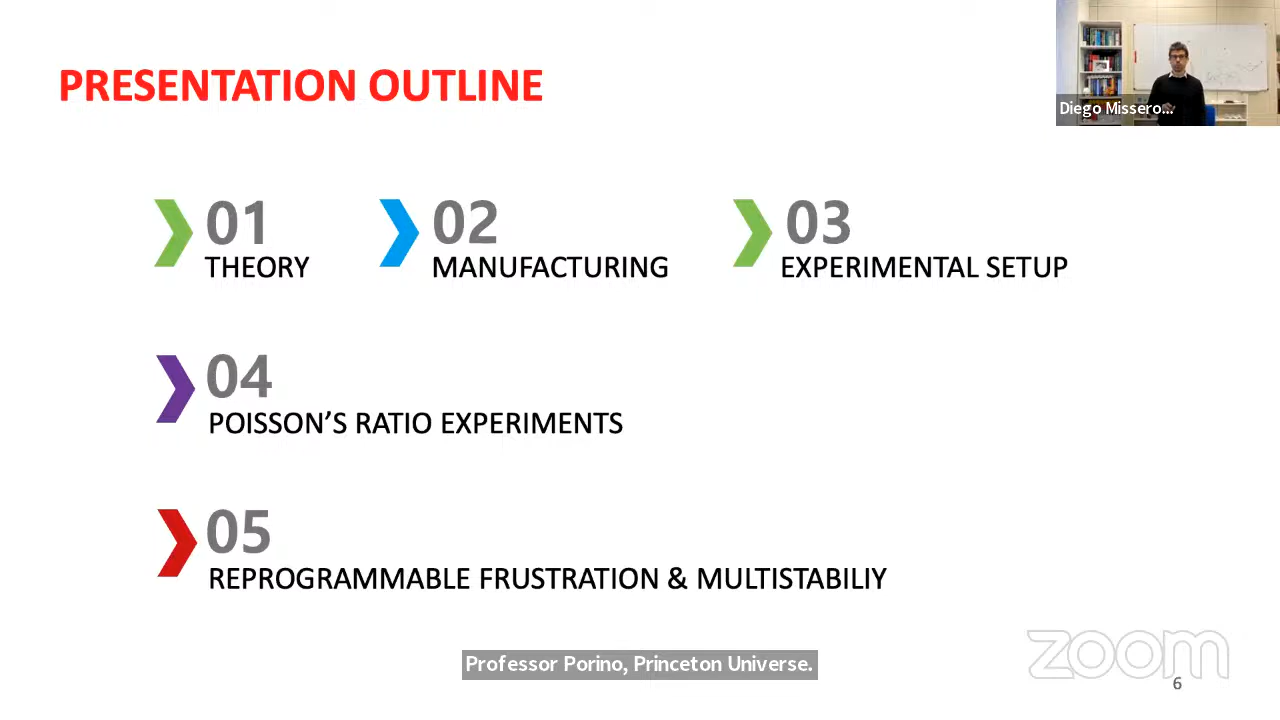 PRESENTATION OUTLINE
Diego Missero...
01
THEORY
02
MANUFACTURING
03
EXPERIMENTAL SETUP
04
POISSON’S RATIO EXPERIMENTS
05
REPROGRAMMABLE FRUSTRATION & MULTISTABILIY
Professor Porino, Princeton Universe.
zoom
6